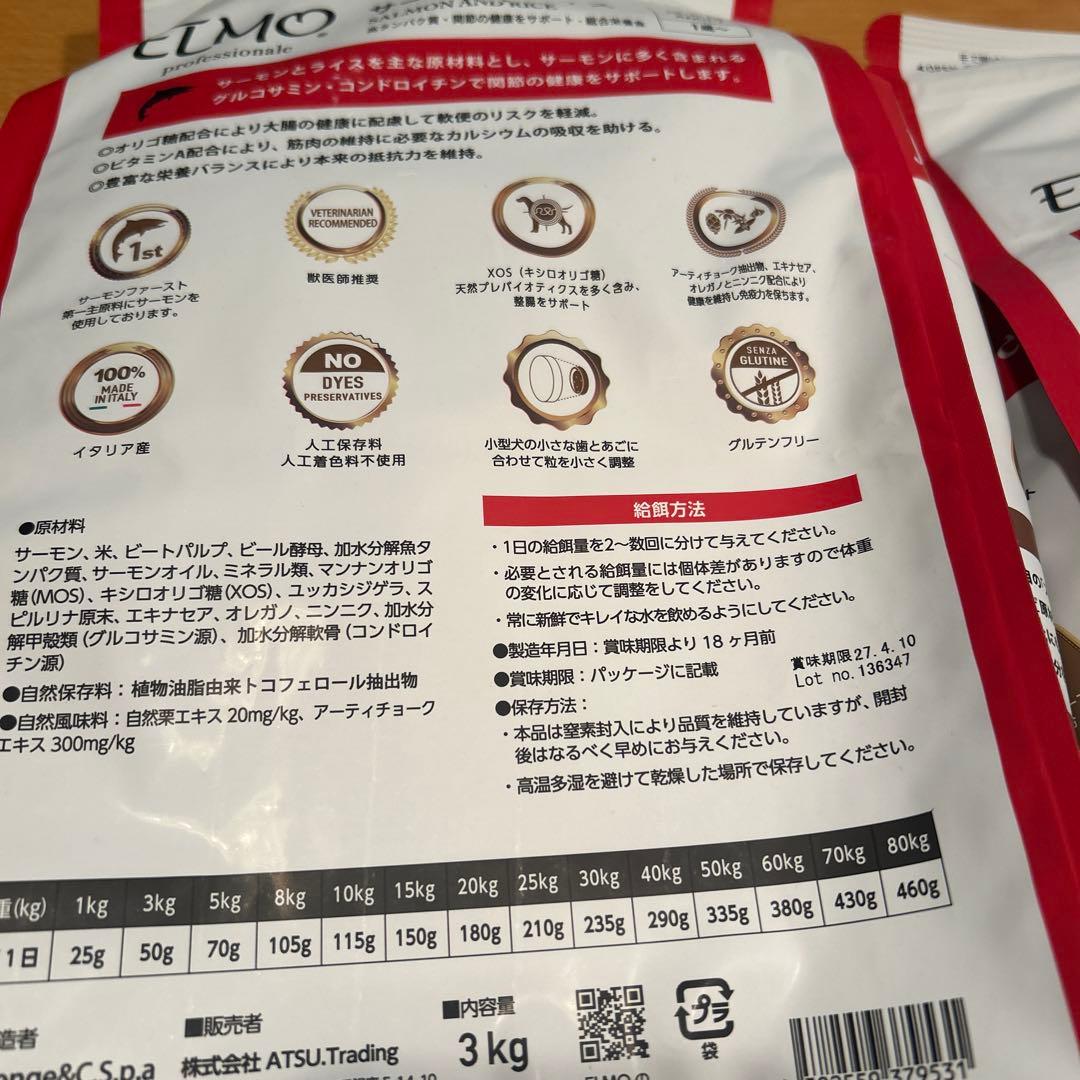 ELMO
professionale
SALMON AND RICE
高タンパク質・関節の健康をサポート・総合栄養食
1歳～
サーモンとライスを主な原材料とし、サーモンに多く含まれる
グルコサミン・コンドロイチンで関節の健康をサポートします。
◎オリゴ糖配合により大腸の健康に配慮して軟便のリスクを軽減。
◎ビタミンA配合により、筋肉の維持に必要なカルシウムの吸収を助ける。
◎豊富な栄養バランスにより本来の抵抗力を維持。
1st
サーモンファースト
第一主原料にサーモンを
使用しております。
VETERINARIAN
RECOMMENDED
獣医師推奨
XOS（キシロオリゴ糖）
天然プレバイオティクスを多く含み、
整腸をサポート
アーティチョーク抽出物、エキナセア、
オレガノとニンニク配合により
健康を維持し免疫力を保ちます。
100%
MADE
IN ITALY
イタリア産
NO
DYES
PRESERVATIVES
人工保存料
人工着色料不使用
小型犬の小さな歯とあごに
合わせて粒を小さく調整
SENZA
GLUTINE
グルテンフリー
●原材料
サーモン、米、ビートパルプ、ビール酵母、加水分解魚タ
ンパク質、サーモンオイル、ミネラル類、マンナンオリゴ
糖（MOS）、キシロオリゴ糖（XOS）、ユッカシジゲラ、ス
ピルリナ原末、エキナセア、オレガノ、ニンニク、加水分
解甲殻類（グルコサミン源）、加水分解軟骨（コンドロイ
チン源）
●自然保存料：植物油脂由来トコフェロール抽出物
●自然風味料：自然栗エキス 20mg/kg、アーティチョーク
エキス 300mg/kg
給餌方法
・1日の給餌量を2～数回に分けて与えてください。
・必要とされる給餌量には個体差がありますので体重
の変化に応じて調整をしてください。
・常に新鮮でキレイな水を飲めるようにしてください。
●製造年月日：賞味期限より 18 ヶ月前
●賞味期限：パッケージに記載
賞味期限27.4.10
Lot no.136347
●保存方法：
・本品は窒素封入により品質を維持していますが、開封
後はなるべく早めにお与えください。
・高温多湿を避けて乾燥した場所で保存してください。
重(kg) 1kg 3kg 5kg 8kg 10kg 15kg 20kg 25kg 30kg 40kg 50kg 60kg 70kg 80kg
1日 25g 50g 70g 105g 115g 150g 180g 210g 235g 290g 335g 380g 430g 460g
造者
■販売者
株式会社 ATSU.Trading
■内容量
3kg
プラ
袋
379531